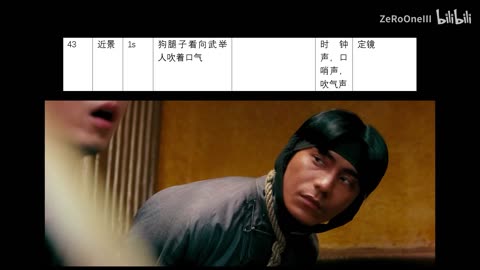 ZeRoOneIII bilibili
43
近景
1s
狗腿子看向武举
人吹着口气
时 钟
声，口
哨声，
吹气声
定镜